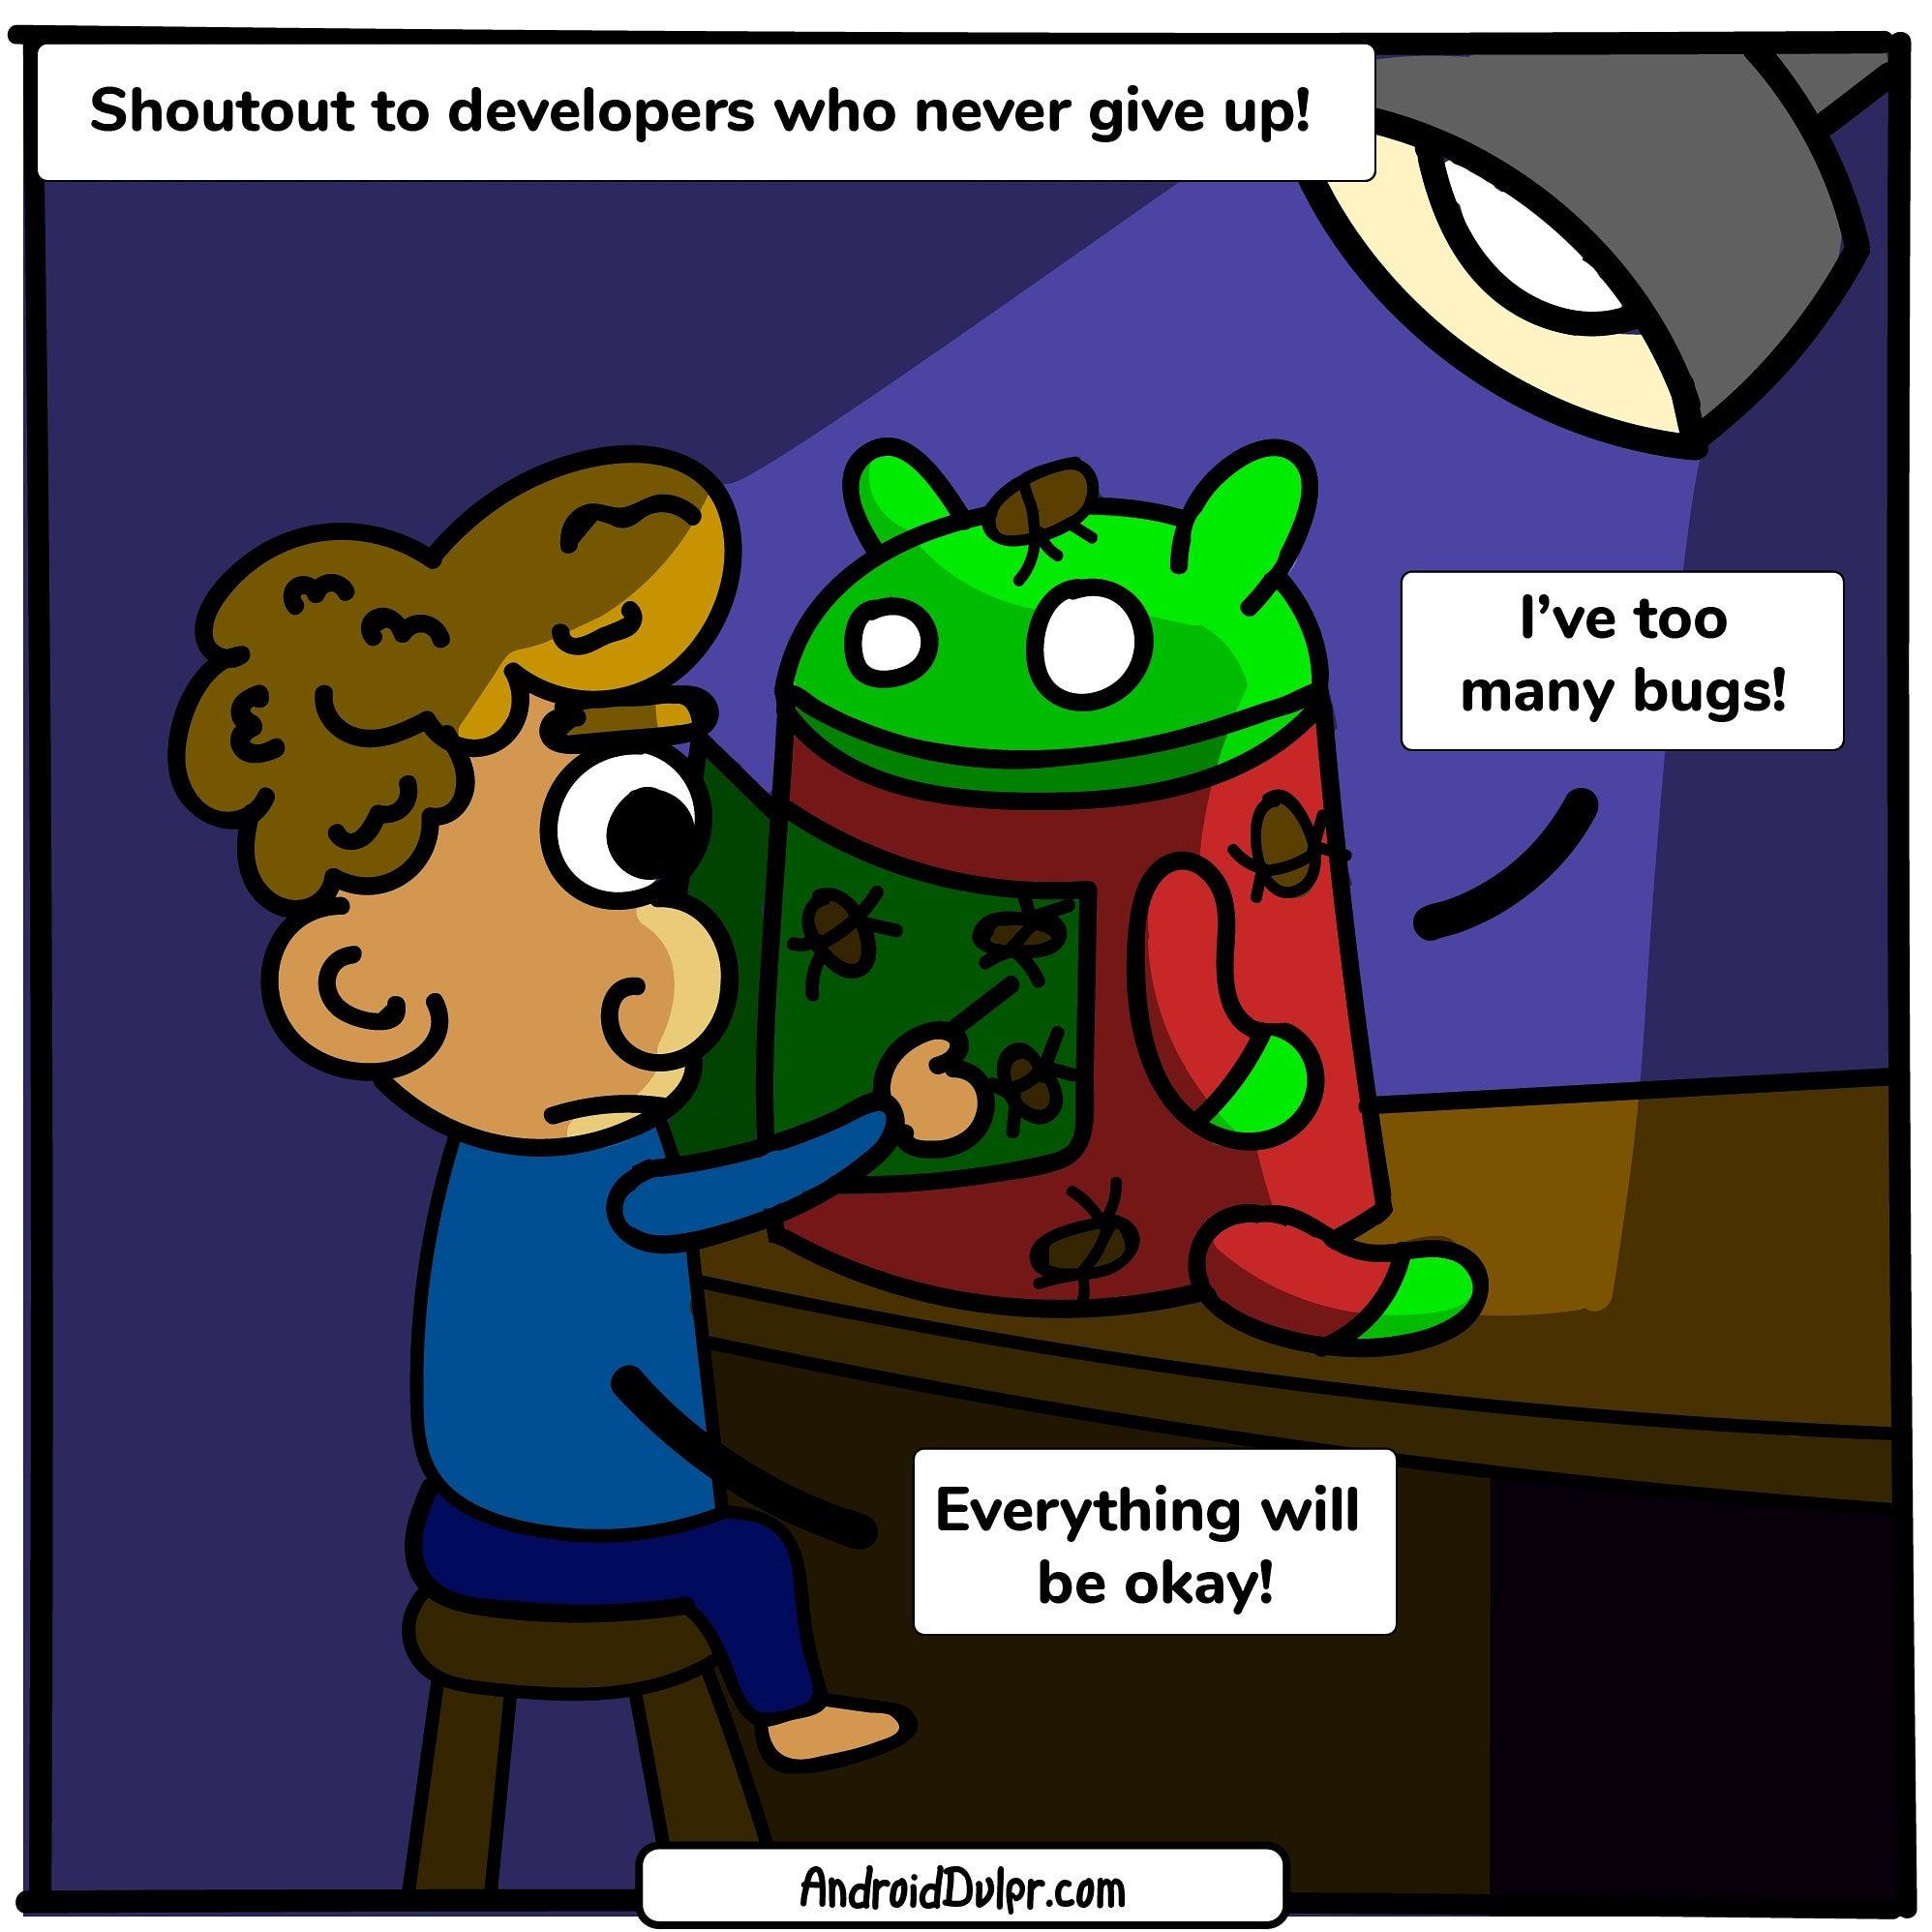 Shoutout to developers who never give up!
I've too
many bugs!
Everything will
be okay!
AndroidDvlpr.com